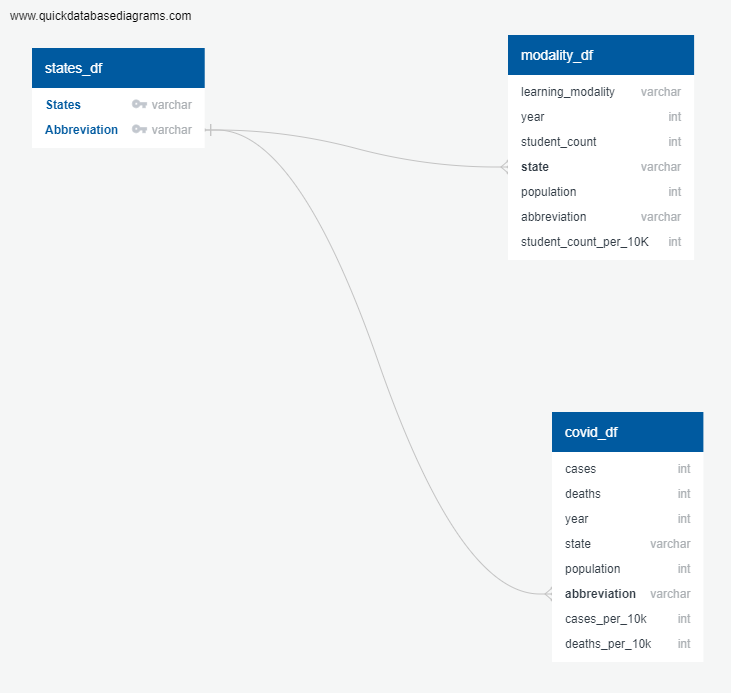 www.quickdatabasediagrams.com
states_df
States varchar
Abbreviation varchar
modality_df
learning_modality varchar
year int
student_count int
state varchar
population int
abbreviation varchar
student_count_per_10K int
covid_df
cases int
deaths int
year int
state varchar
population int
abbreviation varchar
cases_per_10k int
deaths_per_10k int